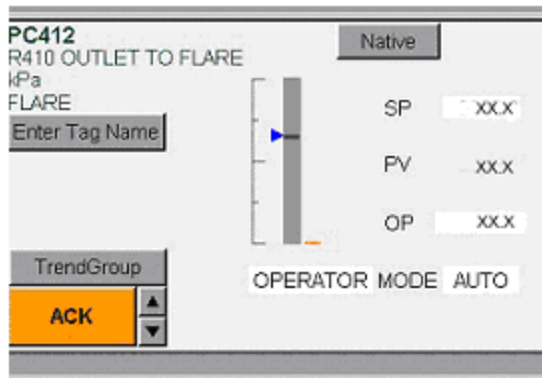 PC412
R410 OUTLET TO FLARE
kPa
FLARE
Enter Tag Name
Native
SP XX.X
PV XX.X
OP XX.X
OPERATOR MODE AUTO
TrendGroup
ACK